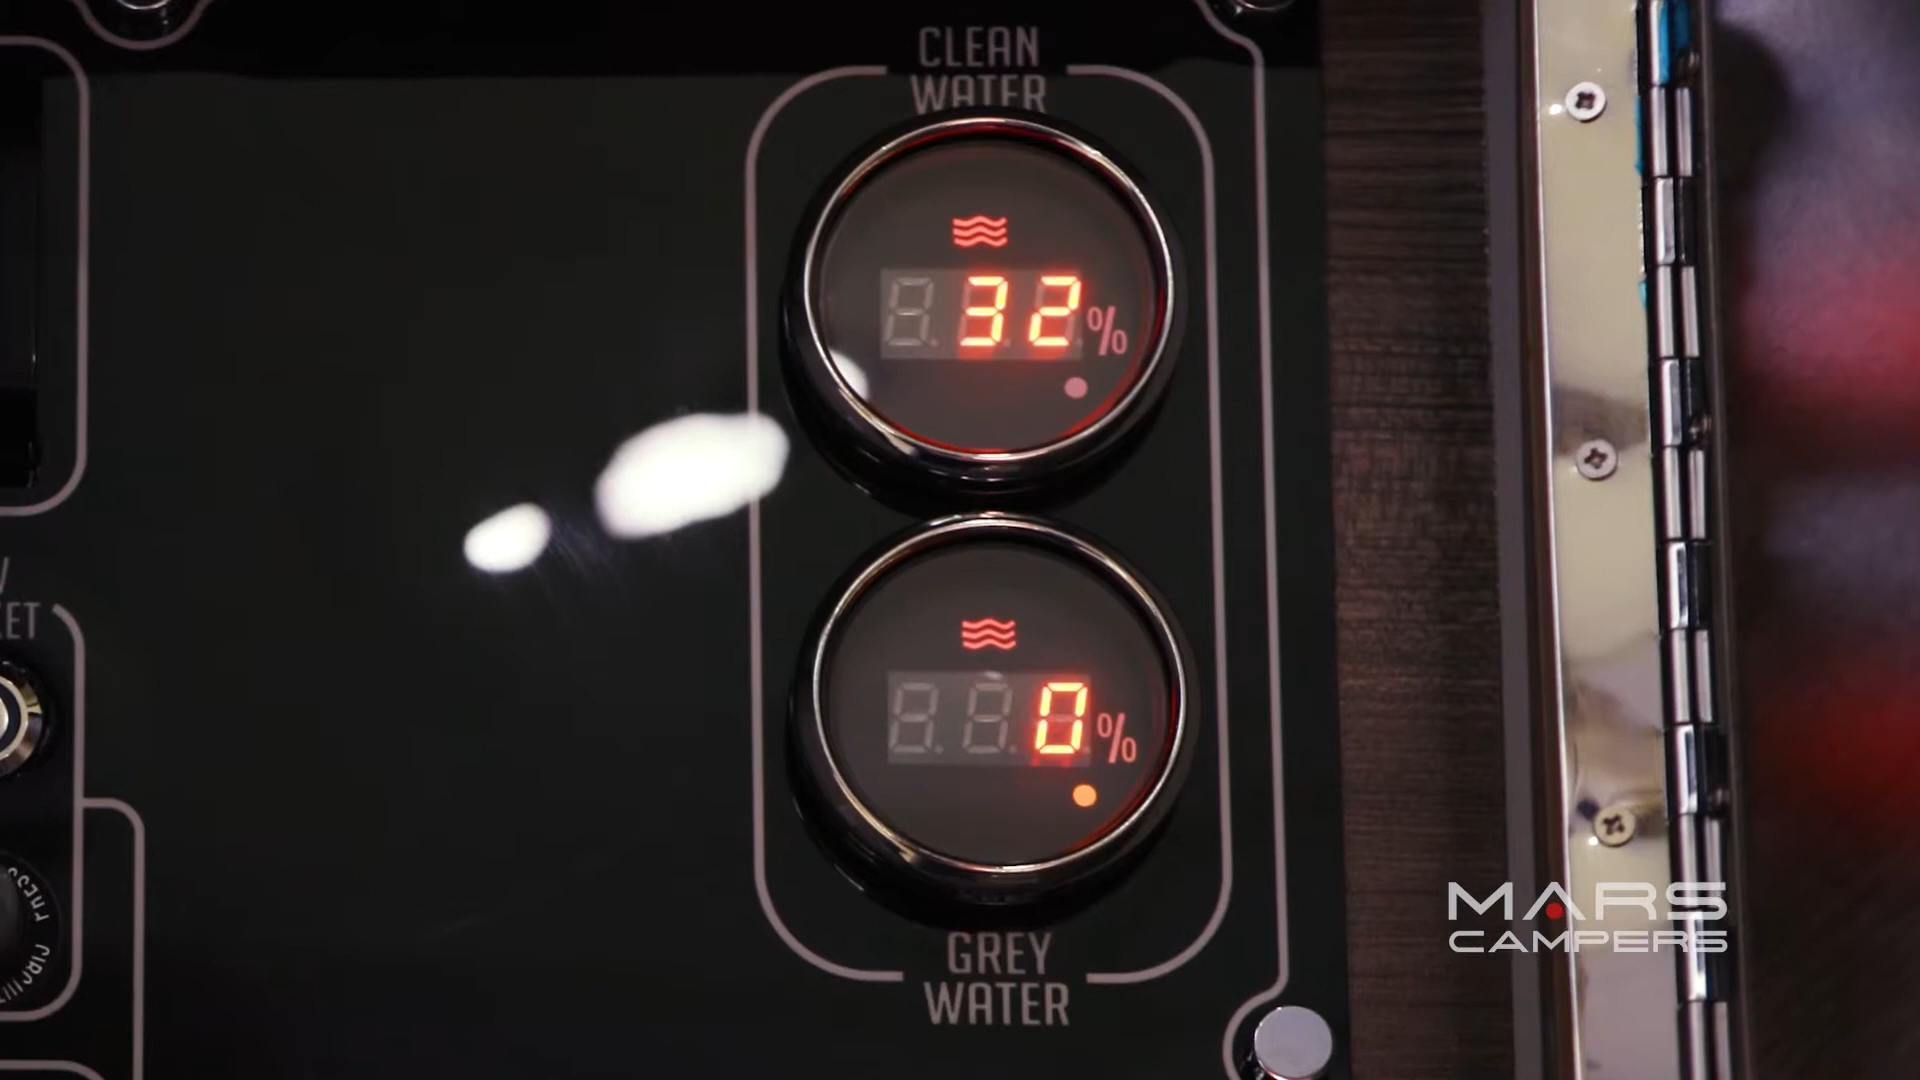 CLEAN
WATER
32%
0%
GREY
WATER
MARS
CAMPERS